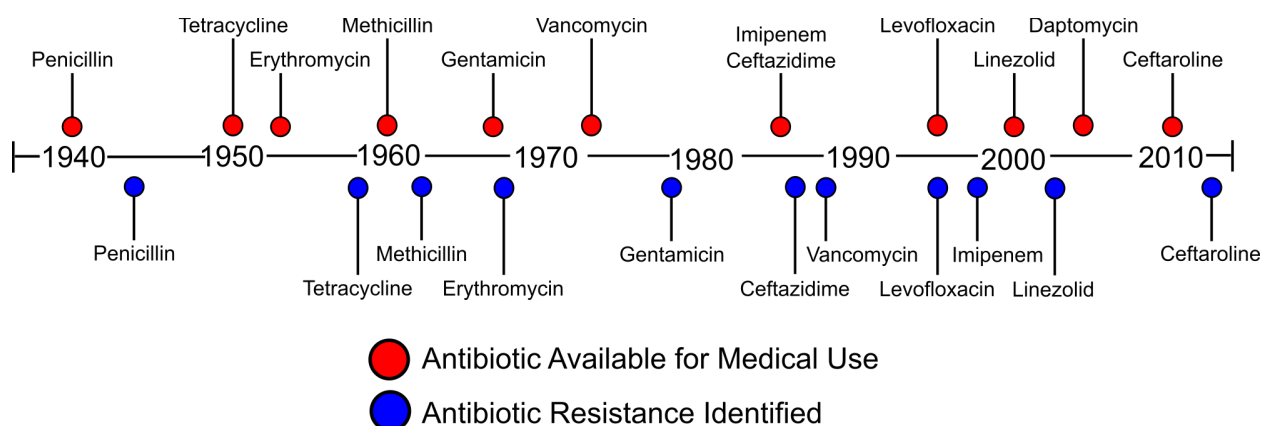 Tetracycline
Methicillin
Vancomycin
Levofloxacin
Daptomycin
Imipenem
Penicillin
Erythromycin
Gentamicin
Ceftazidime
Linezolid
Ceftaroline
1940
1950
1960
1970
1980
1990
2000
2010
Penicillin
Methicillin
Gentamicin
Vancomycin
Imipenem
Ceftaroline
Tetracycline
Erythromycin
Ceftazidime
Levofloxacin
Linezolid
Antibiotic Available for Medical Use
Antibiotic Resistance Identified